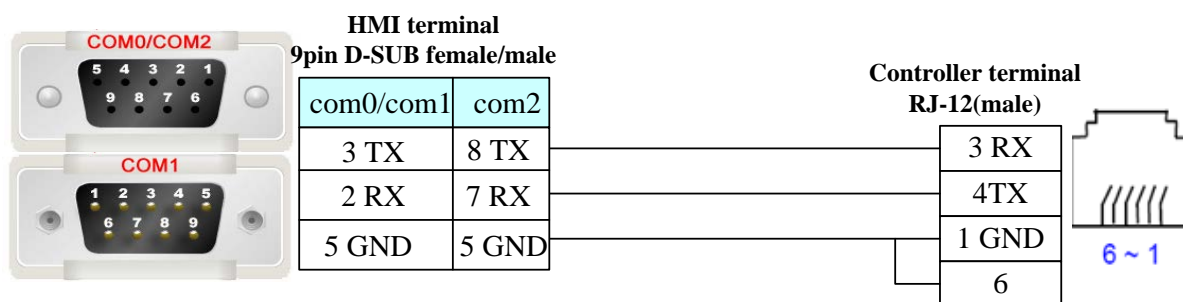 COM0/COM2
5 4 3 2 1
9 8 7 6
COM1
1 2 3 4 5
6 7 8 9
HMI terminal
9pin D-SUB female/male
com0/com1 com2
3 TX 8 TX
2 RX 7 RX
5 GND 5 GND
Controller terminal
RJ-12(male)
3 RX
4TX
1 GND
6
6 ~ 1